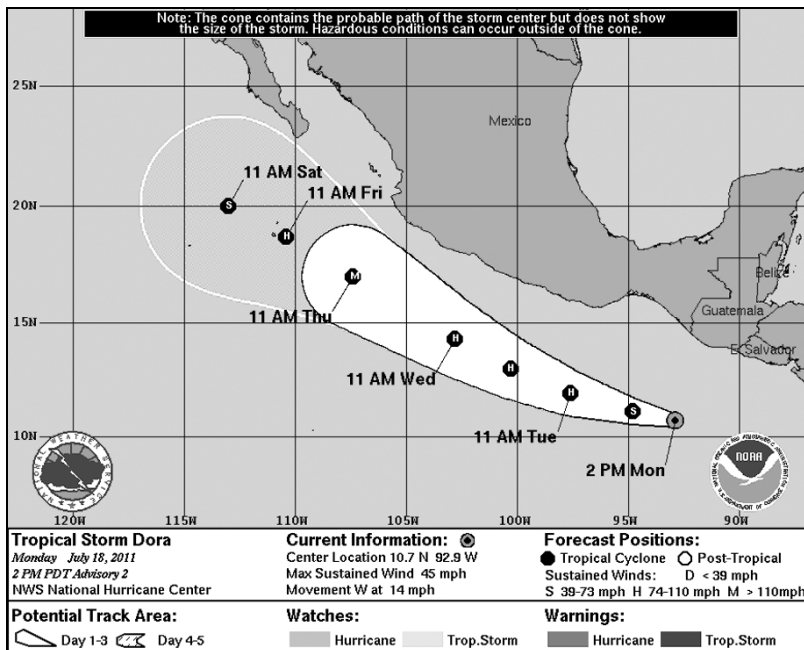 Note: The cone contains the probable path of the storm center but does not show
the size of the storm. Hazardous conditions can occur outside of the cone.
25N
Mexico
11 AM Sat
11 AM Fri
20N
S
H
M
Belize
11 AM Thu
Guatemala
15N
H
El Salvador
11 AM Wed
H
H
S
11 AM Tue
10N
2 PM Mon
NATIONAL WEATHER SERVICE
NOAA
120W 115W 110W 105W 100W 95W 90W
Tropical Storm Dora
Monday July 18, 2011
2 PM PDT Advisory 2
NWS National Hurricane Center
Current Information:
Center Location 10.7 N 92.9 W
Max Sustained Wind 45 mph
Movement W at 14 mph
Forecast Positions:
Tropical Cyclone Post-Tropical
Sustained Winds: D < 39 mph
S 39-73 mph H 74-110 mph M > 110mph
Potential Track Area:
Day 1-3 Day 4-5
Watches:
Hurricane Trop.Storm
Warnings:
Hurricane Trop.Storm